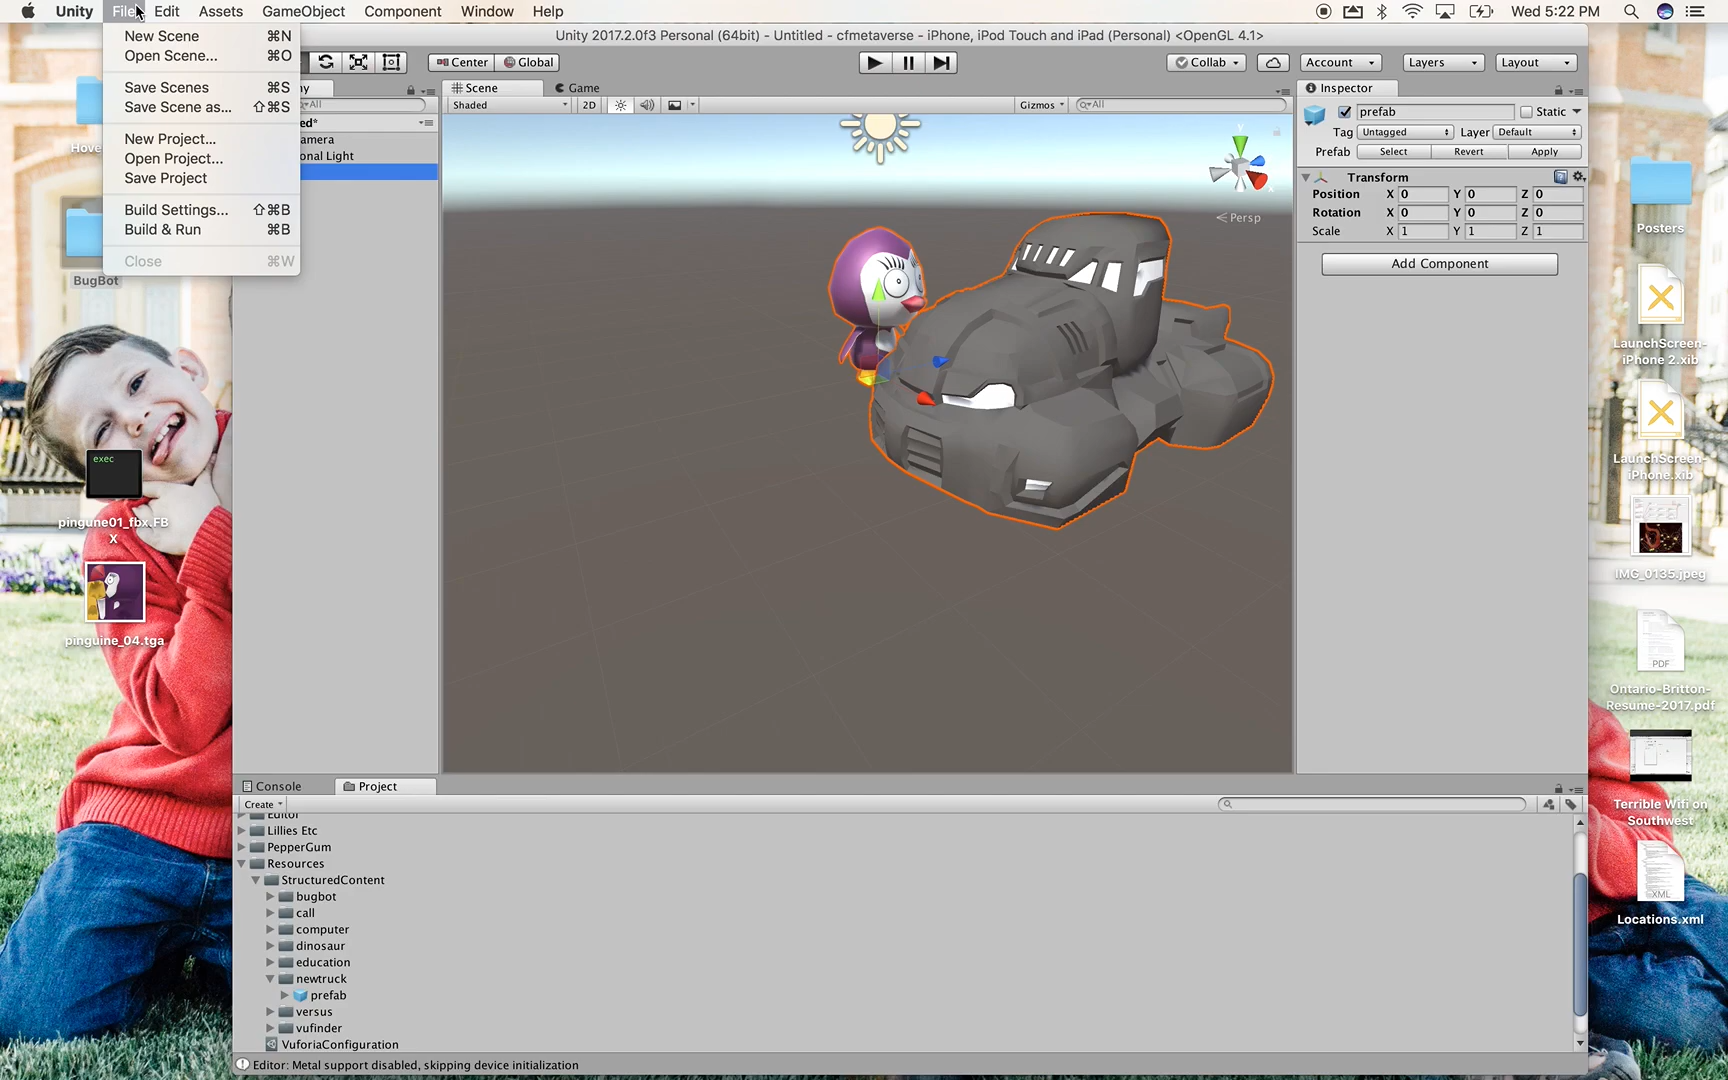 Unity File Edit Assets GameObject Component Window Help Wed 5:22 PM
New Scene ⌘N
Open Scene... ⌘O
Save Scenes ⌘S
Save Scene as... ⇧⌘S
New Project...
Open Project...
Save Project
Build Settings... ⇧⌘B
Build & Run ⌘B
Close ⌘W
Unity 2017.2.0f3 Personal (64bit) - Untitled - cfmetaverse - iPhone, iPod Touch and iPad (Personal) <OpenGL 4.1>
Center Global Collab Account Layers Layout
Scene Game
Shaded 2D Gizmos All
All
ed*
amera
onal Light
Persp
Inspector
prefab Static
Tag Untagged Layer Default
Prefab Select Revert Apply
Transform
Position X 0 Y 0 Z 0
Rotation X 0 Y 0 Z 0
Scale X 1 Y 1 Z 1
Add Component
Hove
BugBot
exec
pingune01_fbx.FB
X
pinguine_04.tga
Posters
LaunchScreen-
iPhone 2.xib
LaunchScreen-
iPhone.xib
IMG_0135.jpeg
PDF
Ontario-Britton-
Resume-2017.pdf
Terrible Wifi on
Southwest
XML
Locations.xml
Console Project
Create
Editor
Lillies Etc
PepperGum
Resources
StructuredContent
bugbot
call
computer
dinosaur
education
newtruck
prefab
versus
vufinder
VuforiaConfiguration
Editor: Metal support disabled, skipping device initialization